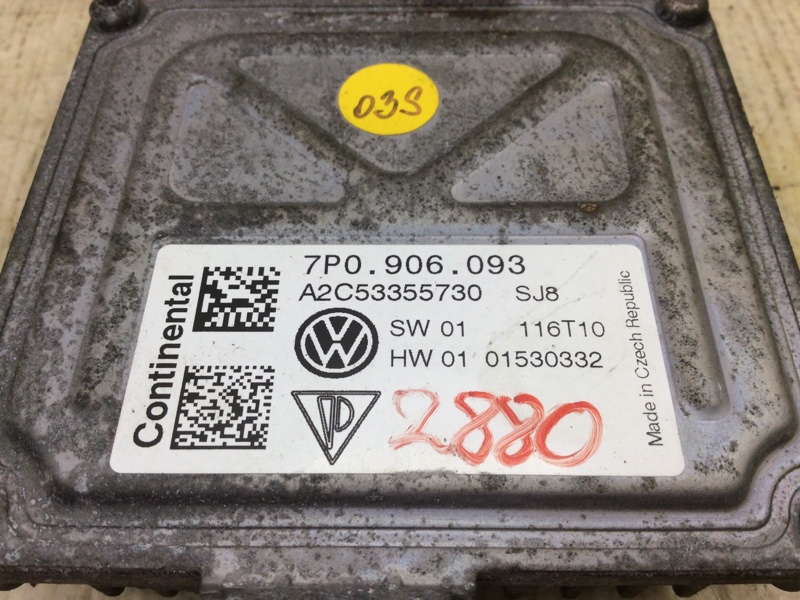 03S
7P0.906.093
A2C53355730 SJ8
SW 01 116T10
HW 01 01530332
2880
Continental
Made in Czech Republic